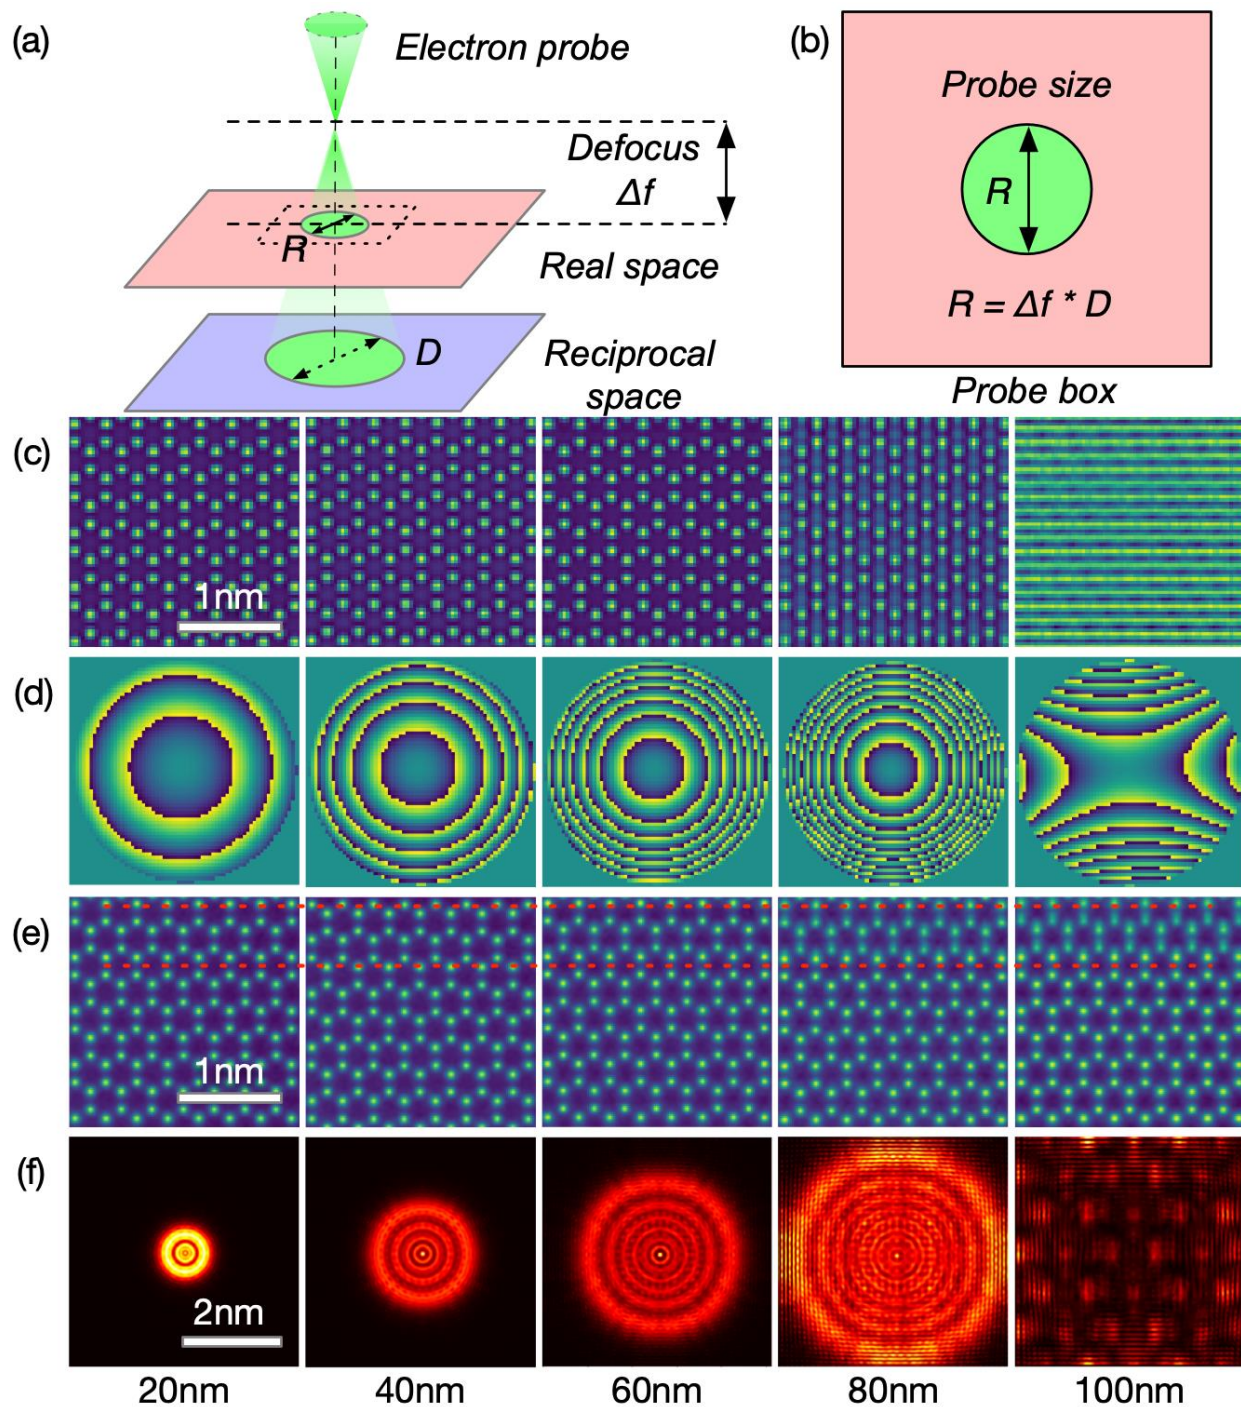 (a)
Electron probe
Defocus
Δf
R
Real space
D
Reciprocal
space
(b)
Probe size
R
R = Δf * D
Probe box
(c)
1nm
(d)
(e)
1nm
(f)
2nm
20nm 40nm 60nm 80nm 100nm